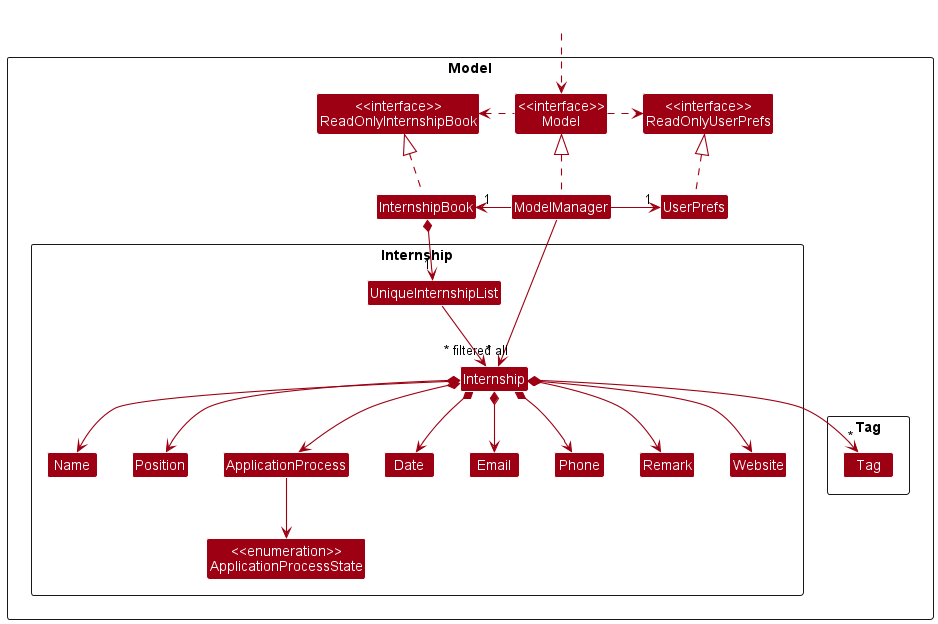 Model
<<interface>>
ReadOnlyInternshipBook
<<interface>>
Model
<<interface>>
ReadOnlyUserPrefs
InternshipBook
1
ModelManager
1
UserPrefs
Internship
1
UniqueInternshipList
* filtered
* all
Internship
Name
Position
ApplicationProcess
Date
Email
Phone
Remark
Website
Tag
*
Tag
<<enumeration>>
ApplicationProcessState